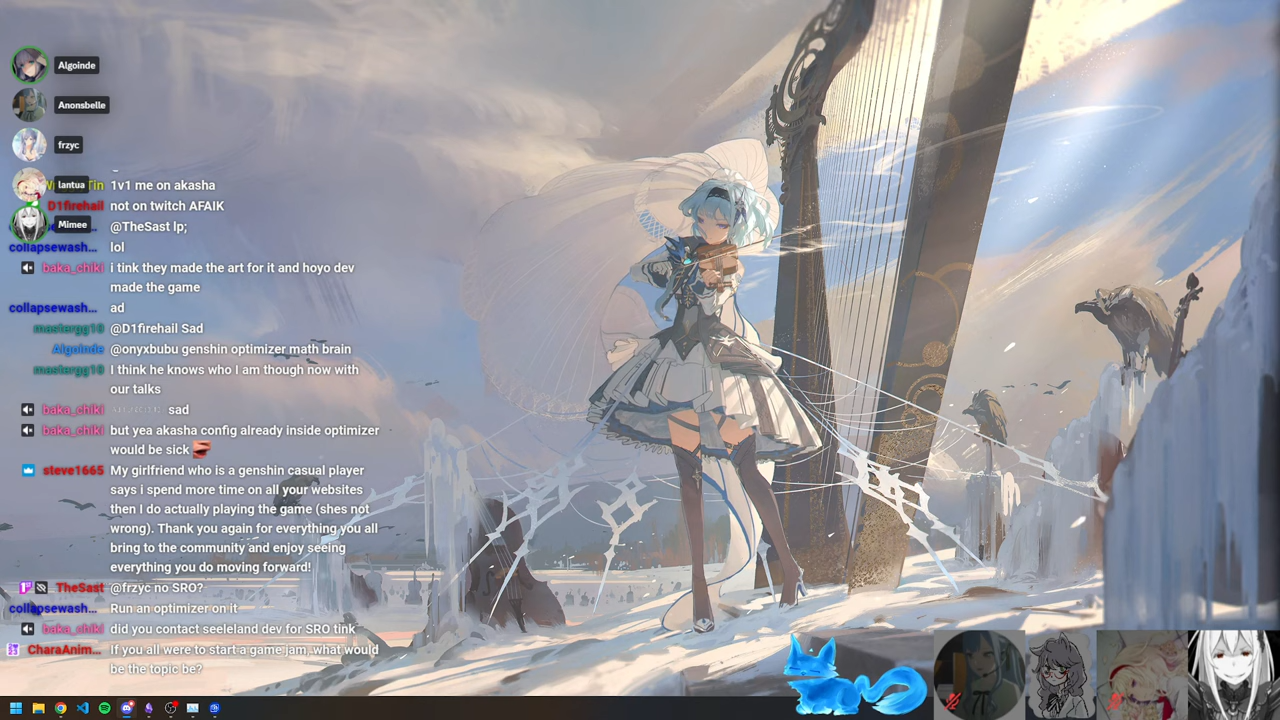 Algoinde
Anonsbelle
frzyc
Iantua
Tin 1v1 me on akasha
D1firehail not on twitch AFAIK
Mimee
@TheSast lp;
collapsewash... lol
baka_chiki i tink they made the art for it and hoyo dev
made the game
collapsewash... ad
mastergg10 @D1firehail Sad
Algoinde @onyxbubu genshin optimizer math brain
mastergg10 I think he knows who I am though now with
our talks
baka_chiki sad
baka_chiki but yea akasha config already inside optimizer
would be sick
steve1665 My girlfriend who is a genshin casual player
says i spend more time on all your websites
then I do actually playing the game (shes not
wrong). Thank you again for everything you all
bring to the community and enjoy seeing
everything you do moving forward!
TheSast @frzyc no SRO?
collapsewash... Run an optimizer on it
baka_chiki did you contact seeleland dev for SRO tink
CharaAnim... If you all were to start a game jam ,what would
be the topic be?